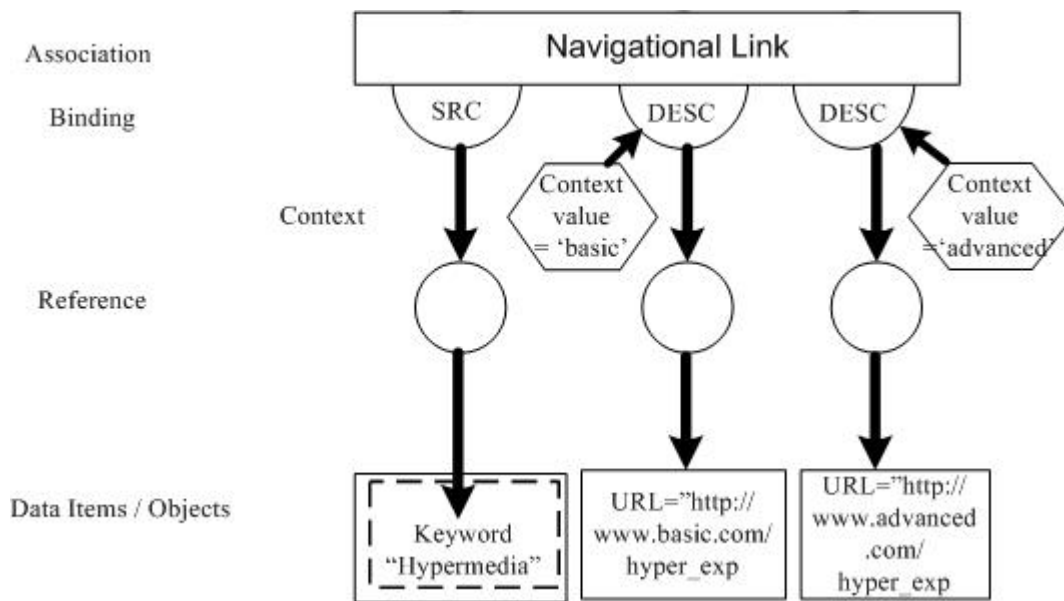 Association
Navigational Link
Binding
SRC
DESC
DESC
Context
Context
value
= ‘basic’
Context
value
=‘advanced’
Reference
Data Items / Objects
Keyword
“Hypermedia”
URL=”http://
www.basic.com/
hyper_exp
URL=”http://
www.advanced
.com/
hyper_exp